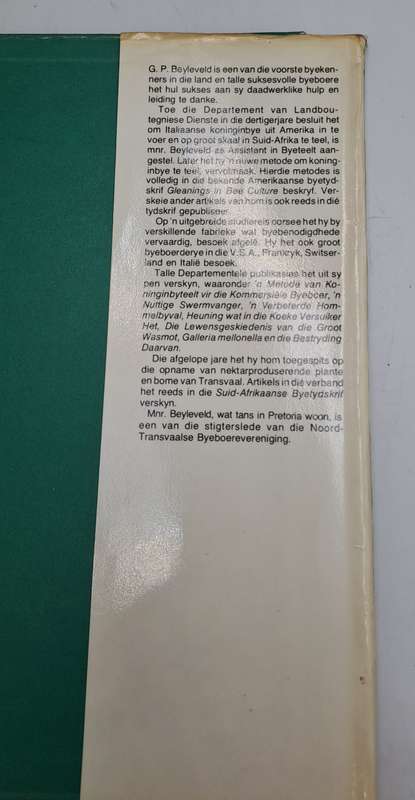 G. P. Beyleveld is een van die voorste byeken-
ners in die land en talle suksesvolle byeboere
het hul sukses aan sy daadwerklike hulp en
leiding te danke.
Toe die Departement van Landbou-
tegniese Dienste in die dertigerjare besluit het
om Italiaanse koninginbye uit Amerika in te
voer en op groot skaal in Suid-Afrika te teel, is
mnr. Beyleveld as Assistent in Byeteelt aan-
gestel. Later het hy 'n nuwe metode om koning-
inbye te teel, vervolmaak. Hierdie metodes is
volledig in die bekende Amerikaanse byetyd-
skrif Gleanings in Bee Culture beskryf. Ver-
skeie ander artikels van hom is ook reeds in dié
tydskrif gepubliseer.
Op 'n uitgebreide studiereis oorsee het hy by
verskillende fabrieke wat byebenodigdhede
vervaardig, besoek afgelê. Hy het ook groot
byeboerderye in die V.S.A., Frankryk, Switser-
land en Italië besoek.
Talle Departementele publikasies het uit sy
pen verskyn, waaronder 'n Metode van Ko-
ninginbyteelt vir die Kommersiële Byeboer, 'n
Nuttige Swermvanger, 'n Verbeterde Hom-
melbyval, Heuning wat in die Koeke Versuiker
Het, Die Lewensgeskiedenis van die Groot
Wasmot, Galleria mellonella en die Bestryding
Daarvan.
Die afgelope jare het hy hom toegespits op
die opname van nektarproduserende plante
en bome van Transvaal. Artikels in dié verband
het reeds in die Suid-Afrikaanse Byetydskrif
verskyn.
Mnr. Beyleveld, wat tans in Pretoria woon, is
een van die stigterslede van die Noord-
Transvaalse Byeboerevereniging.